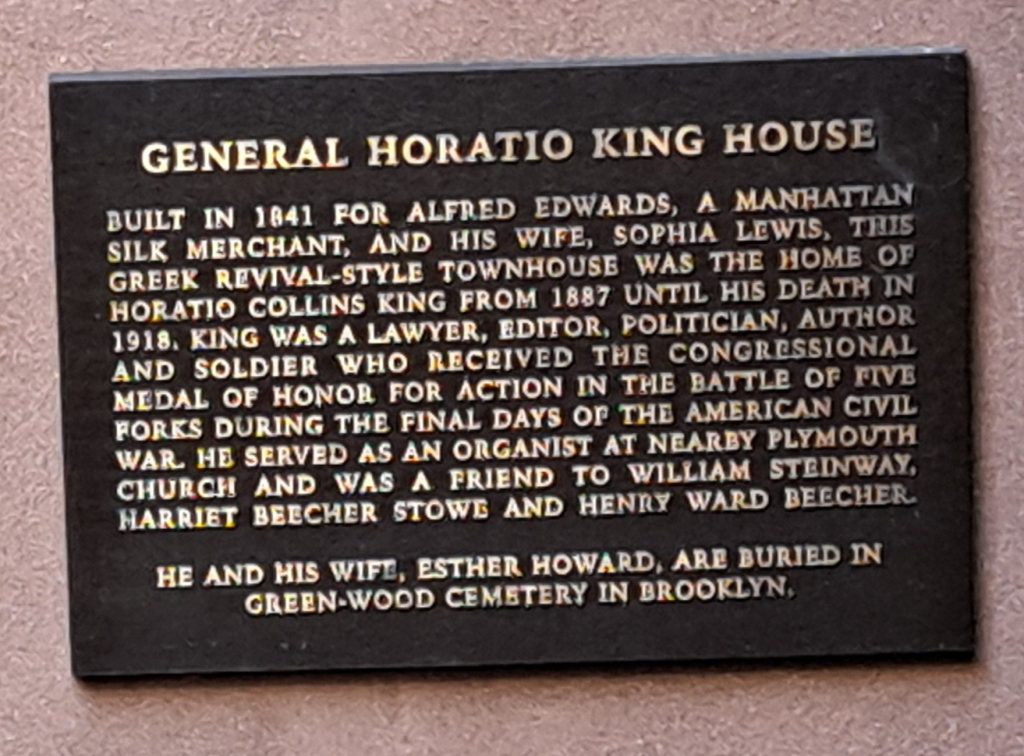 GENERAL HORATIO KING HOUSE
BUILT IN 1841 FOR ALFRED EDWARDS, A MANHATTAN
SILK MERCHANT, AND HIS WIFE, SOPHIA LEWIS, THIS
GREEK REVIVAL-STYLE TOWNHOUSE WAS THE HOME OF
HORATIO COLLINS KING FROM 1887 UNTIL HIS DEATH IN
1918. KING WAS A LAWYER, EDITOR, POLITICIAN, AUTHOR
AND SOLDIER WHO RECEIVED THE CONGRESSIONAL
MEDAL OF HONOR FOR ACTION IN THE BATTLE OF FIVE
FORKS DURING THE FINAL DAYS OF THE AMERICAN CIVIL
WAR. HE SERVED AS AN ORGANIST AT NEARBY PLYMOUTH
CHURCH AND WAS A FRIEND TO WILLIAM STEINWAY,
HARRIET BEECHER STOWE AND HENRY WARD BEECHER.
HE AND HIS WIFE, ESTHER HOWARD, ARE BURIED IN
GREEN-WOOD CEMETERY IN BROOKLYN.